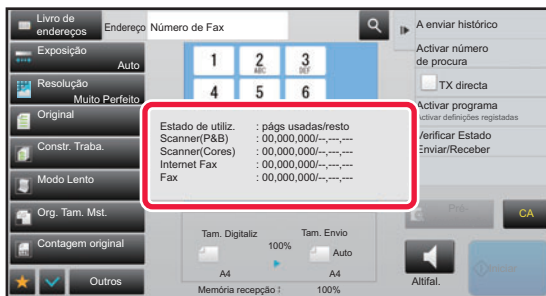 Livro de
endereços
Endereço
Número de Fax
A enviar histórico
Exposição
Auto
Activar número
de procura
1
2
ABC
3
DEF
Resolução
Muito Perfeito
4
5
6
TX directa
Original
Activar programa
Activar definições registadas
Estado de utiliz. : págs usadas/resto
Scanner(P&B) : 00,000,000/--,---,---
Scanner(Cores) : 00,000,000/--,---,---
Internet Fax : 00,000,000/--,---,---
Fax : 00,000,000/--,---,---
Verificar Estado
Enviar/Receber
Constr. Traba.
Modo Lento
Org. Tam. Mst.
Pré-
CA
Contagem original
Tam. Digitaliz
100%
Tam. Envio
Auto
A4
A4
Outros
Memória recepção :
100%
Altifal.
Iniciar